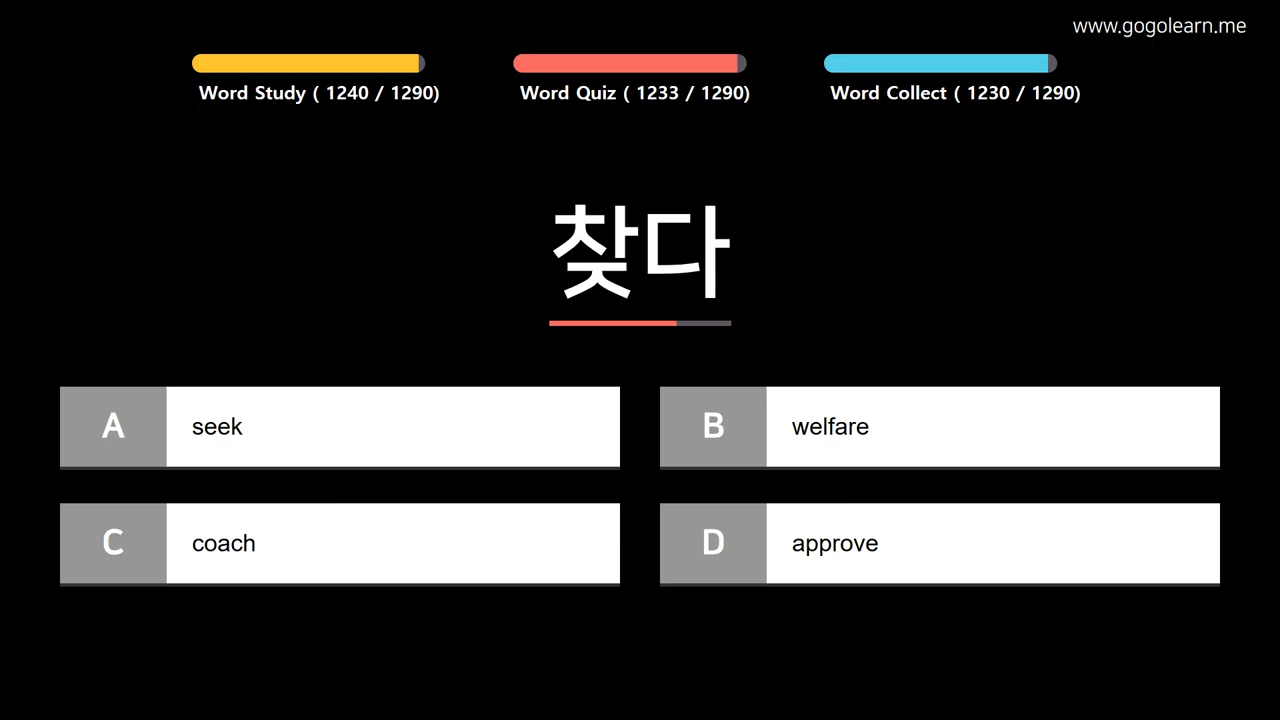 www.gogolearn.me
Word Study ( 1240 / 1290)
Word Quiz ( 1233 / 1290)
Word Collect ( 1230 / 1290)
찾다
A seek
B welfare
C coach
D approve